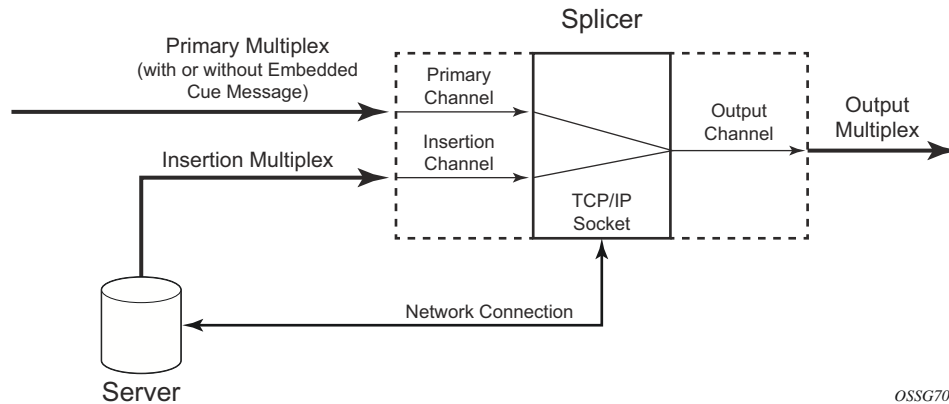 Splicer
Primary Multiplex
(with or without Embedded
Cue Message)
Primary
Channel
Output
Channel
Output
Multiplex
Insertion Multiplex
Insertion
Channel
TCP/IP
Socket
Network Connection
Server
OSSG70